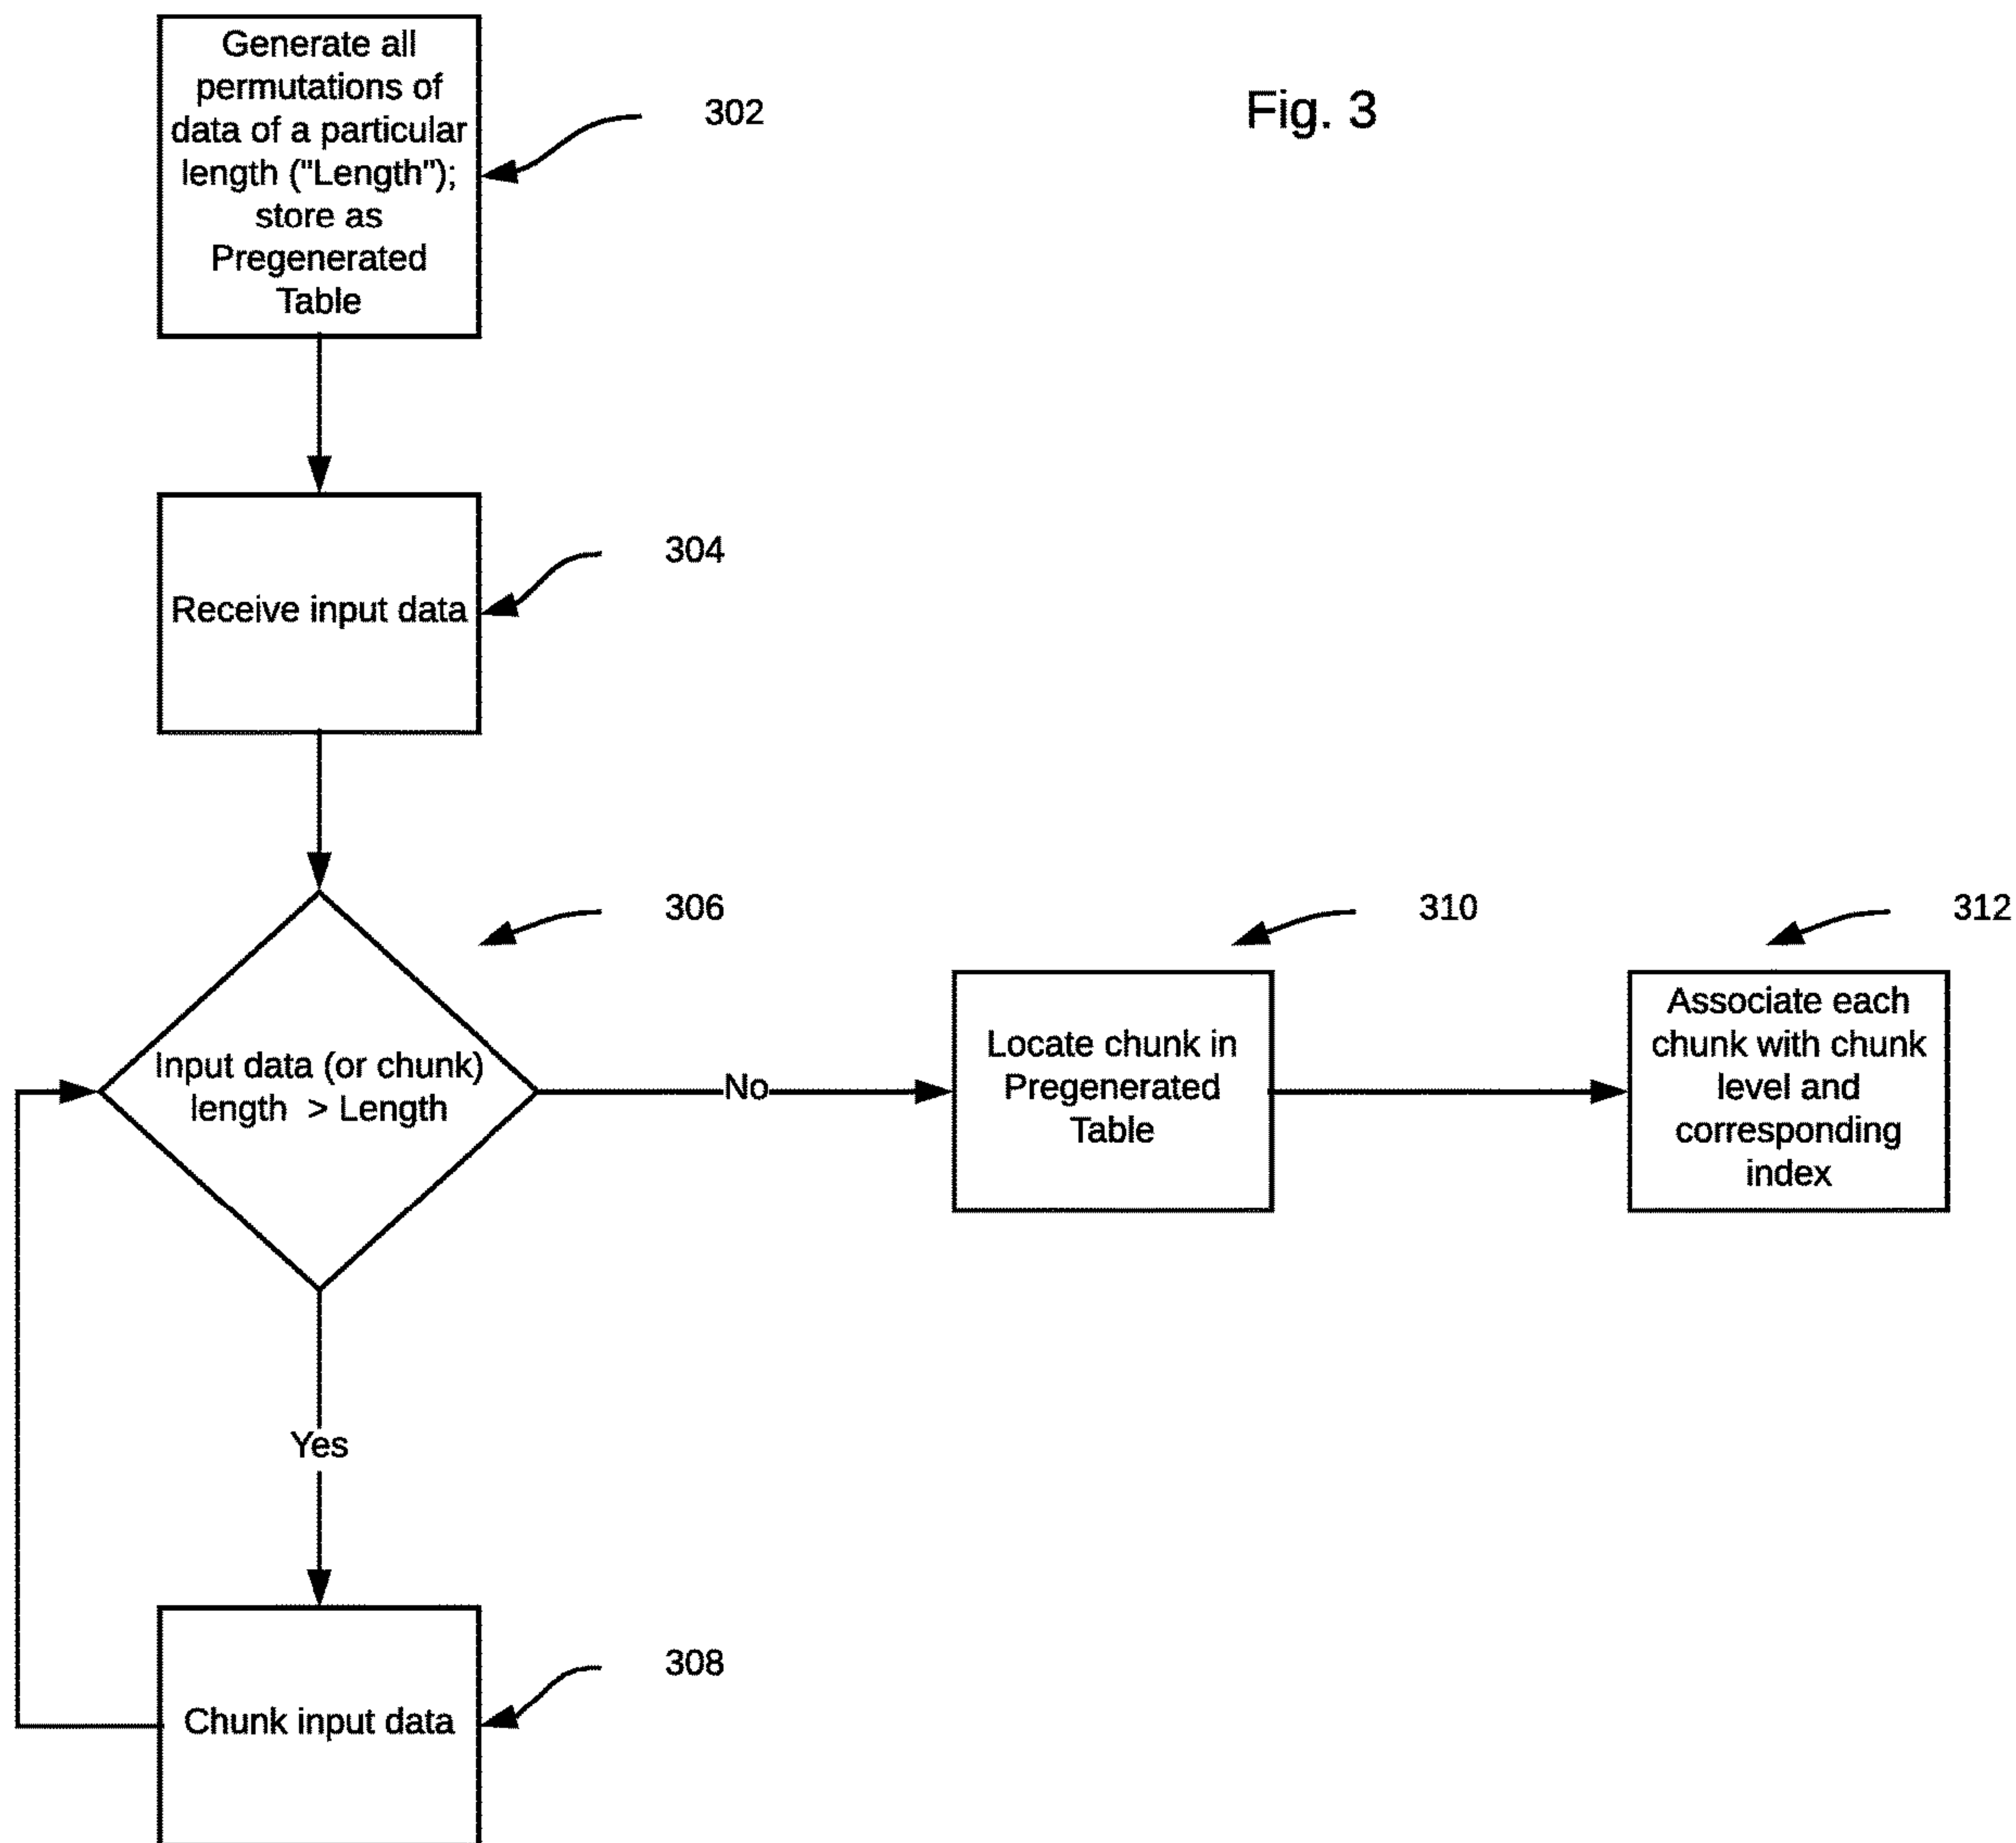 Generate all
permutations of
data of a particular
length ("Length");
store as
Pregenerated
Table
302
Fig. 3
Receive input data
304
306
Input data (or chunk)
length > Length
No
310
Locate chunk in
Pregenerated
Table
312
Associate each
chunk with chunk
level and
corresponding
index
Yes
308
Chunk input data